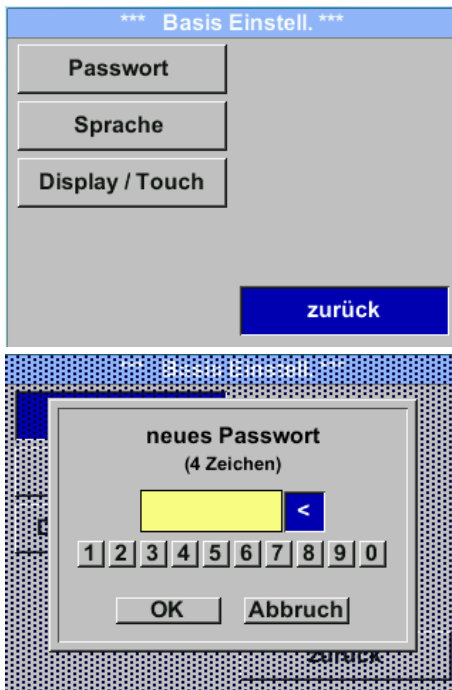 *** Basis Einstell. ***
Passwort
Sprache
Display / Touch
zurück
*** Basis Einstell. ***
neues Passwort
(4 Zeichen)
<
1 2 3 4 5 6 7 8 9 0
OK Abbruch
zurück